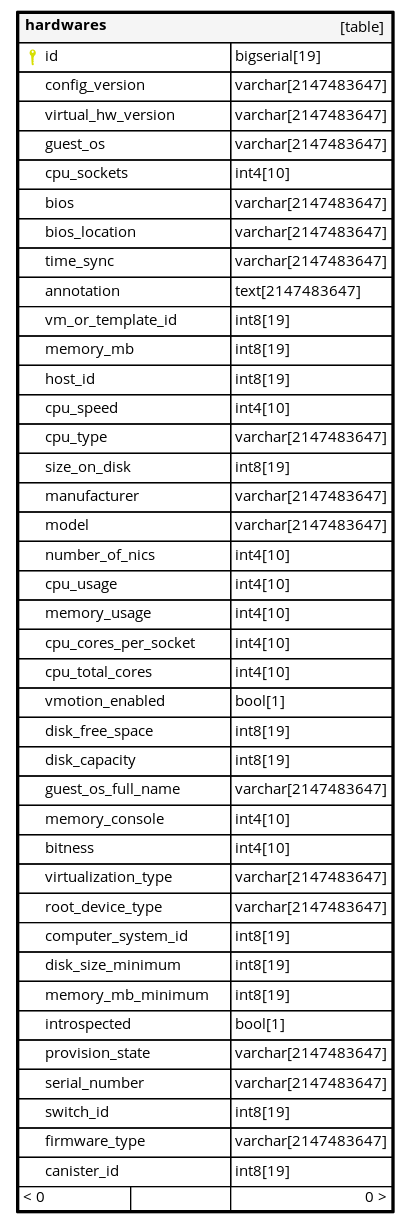 hardwares [table]
id bigserial[19]
config_version varchar[2147483647]
virtual_hw_version varchar[2147483647]
guest_os varchar[2147483647]
cpu_sockets int4[10]
bios varchar[2147483647]
bios_location varchar[2147483647]
time_sync varchar[2147483647]
annotation text[2147483647]
vm_or_template_id int8[19]
memory_mb int8[19]
host_id int8[19]
cpu_speed int4[10]
cpu_type varchar[2147483647]
size_on_disk int8[19]
manufacturer varchar[2147483647]
model varchar[2147483647]
number_of_nics int4[10]
cpu_usage int4[10]
memory_usage int4[10]
cpu_cores_per_socket int4[10]
cpu_total_cores int4[10]
vmotion_enabled bool[1]
disk_free_space int8[19]
disk_capacity int8[19]
guest_os_full_name varchar[2147483647]
memory_console int4[10]
bitness int4[10]
virtualization_type varchar[2147483647]
root_device_type varchar[2147483647]
computer_system_id int8[19]
disk_size_minimum int8[19]
memory_mb_minimum int8[19]
introspected bool[1]
provision_state varchar[2147483647]
serial_number varchar[2147483647]
switch_id int8[19]
firmware_type varchar[2147483647]
canister_id int8[19]
< 0 0 >